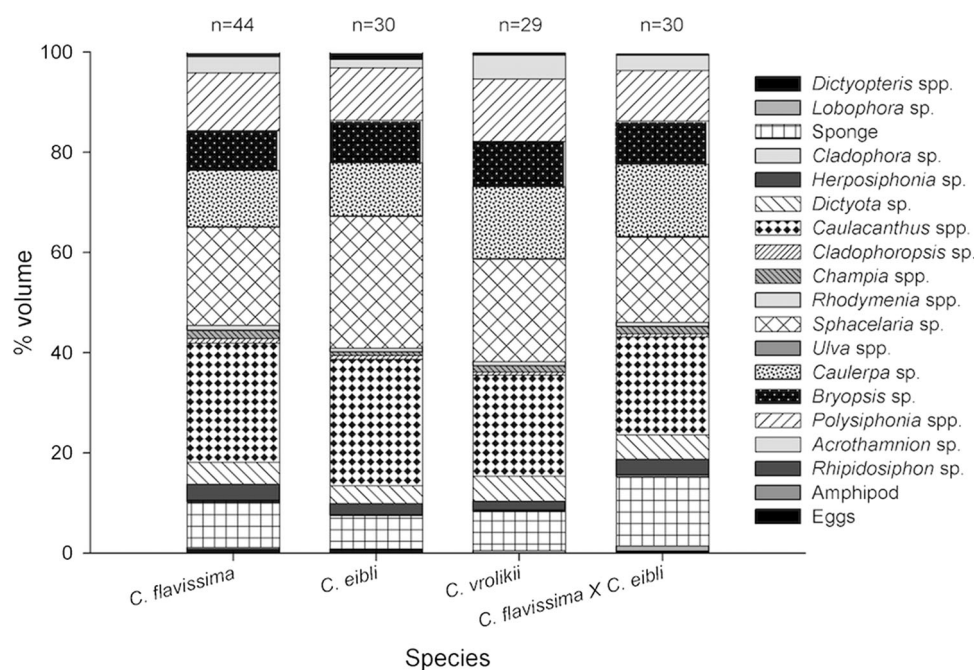 n=44 n=30 n=29 n=30
100
80
60
40
20
0
% volume
C. flavissima
C. eibli
C. vrolikii
C. flavissima X C. eibli
Species
Dictyopteris spp.
Lobophora sp.
Sponge
Cladophora sp.
Herposiphonia sp.
Dictyota sp.
Caulacanthus spp.
Cladophoropsis sp.
Champia spp.
Rhodymenia spp.
Sphacelaria sp.
Ulva spp.
Caulerpa sp.
Bryopsis sp.
Polysiphonia spp.
Acrothamnion sp.
Rhipidosiphon sp.
Amphipod
Eggs